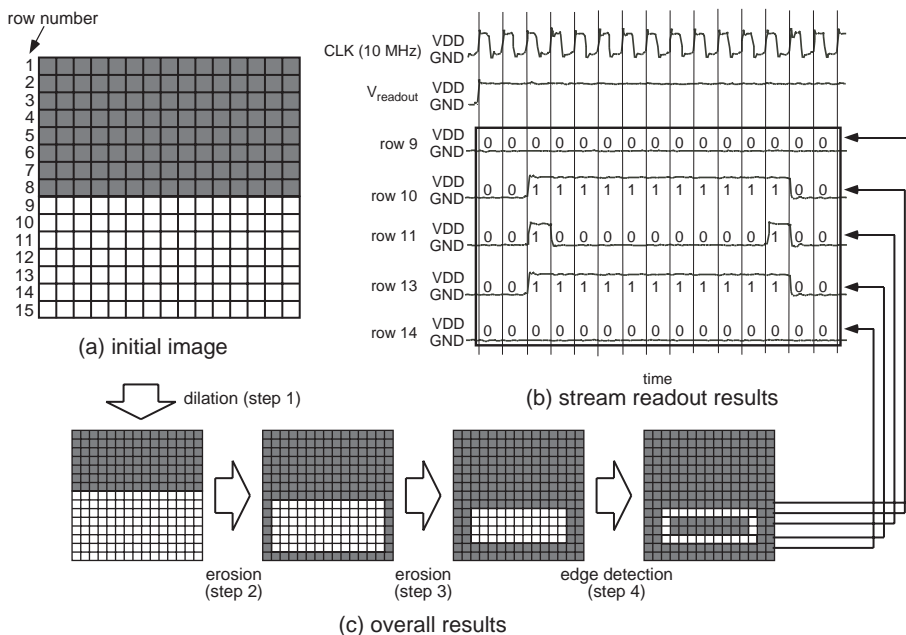 row number
1
2
3
4
5
6
7
8
9
10
11
12
13
14
15
(a) initial image
CLK (10 MHz) VDD GND
Vreadout VDD GND
row 9 VDD GND 0 0 0 0 0 0 0 0 0 0 0 0 0 0 0
row 10 VDD GND 0 0 1 1 1 1 1 1 1 1 1 1 1 0 0
row 11 VDD GND 0 0 1 0 0 0 0 0 0 0 0 0 1 0 0
row 13 VDD GND 0 0 1 1 1 1 1 1 1 1 1 1 1 0 0
row 14 VDD GND 0 0 0 0 0 0 0 0 0 0 0 0 0 0 0
time
(b) stream readout results
dilation (step 1)
erosion
(step 2)
erosion
(step 3)
edge detection
(step 4)
(c) overall results